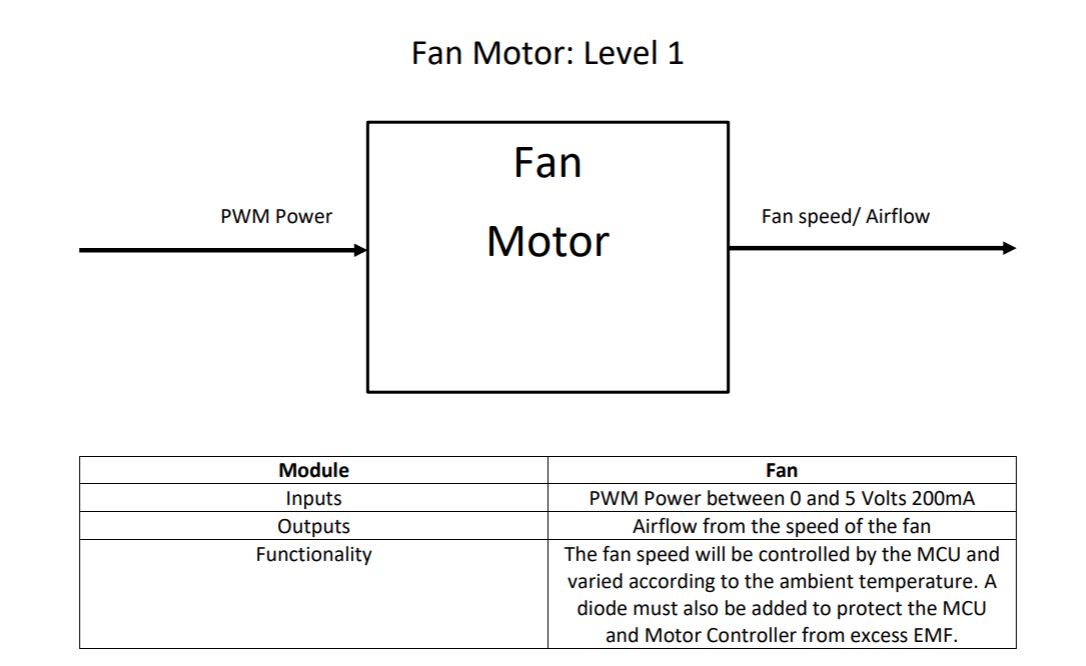 Fan Motor: Level 1
Fan
Motor
PWM Power
Fan speed/ Airflow
Module Fan
Inputs PWM Power between 0 and 5 Volts 200mA
Outputs Airflow from the speed of the fan
Functionality The fan speed will be controlled by the MCU and
varied according to the ambient temperature. A
diode must also be added to protect the MCU
and Motor Controller from excess EMF.